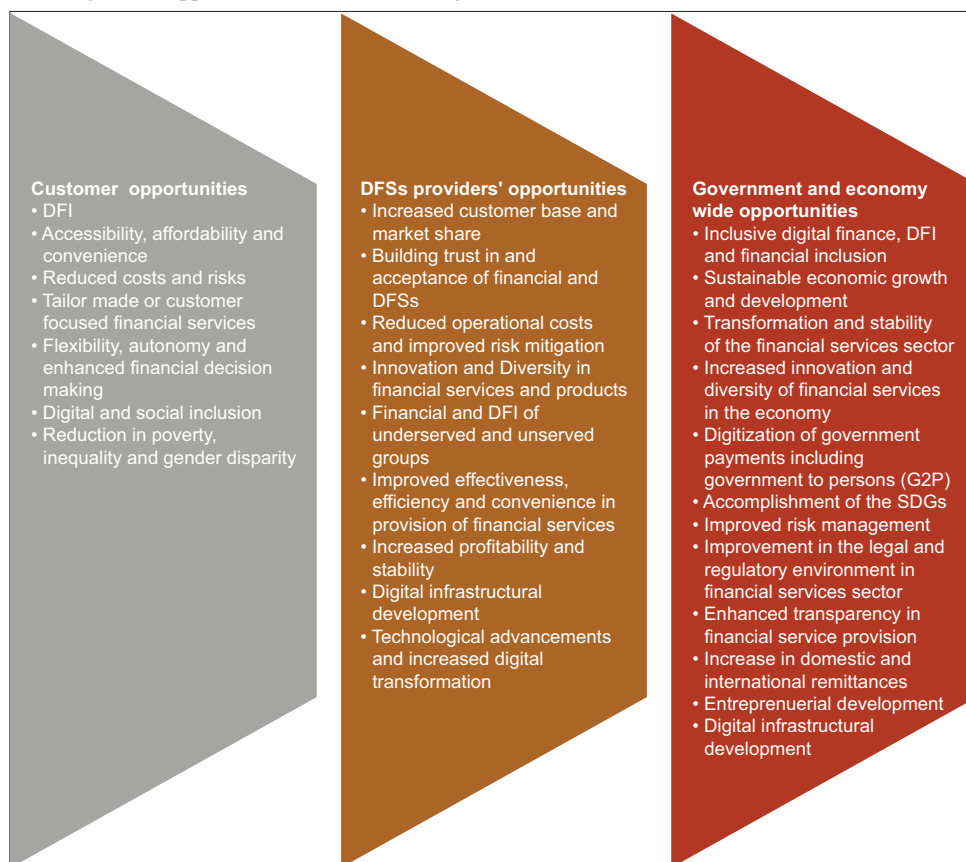 Customer opportunities
• DFI
• Accessibility, affordability and
convenience
• Reduced costs and risks
• Tailor made or customer
focused financial services
• Flexibility, autonomy and
enhanced financial decision
making
• Digital and social inclusion
• Reduction in poverty,
inequality and gender disparity
DFSs providers' opportunities
• Increased customer base and
market share
• Building trust in and
acceptance of financial and
DFSs
• Reduced operational costs
and improved risk mitigation
• Innovation and Diversity in
financial services and products
• Financial and DFI of
underserved and unserved
groups
• Improved effectiveness,
efficiency and convenience in
provision of financial services
• Increased profitability and
stability
• Digital infrastructural
development
• Technological advancements
and increased digital
transformation
Government and economy
wide opportunities
• Inclusive digital finance, DFI
and financial inclusion
• Sustainable economic growth
and development
• Transformation and stability
of the financial services sector
• Increased innovation and
diversity of financial services
in the economy
• Digitization of government
payments including
government to persons (G2P)
• Accomplishment of the SDGs
• Improved risk management
• Improvement in the legal and
regulatory environment in
financial services sector
• Enhanced transparency in
financial service provision
• Increase in domestic and
international remittances
• Entreprenuerial development
• Digital infrastructural
development